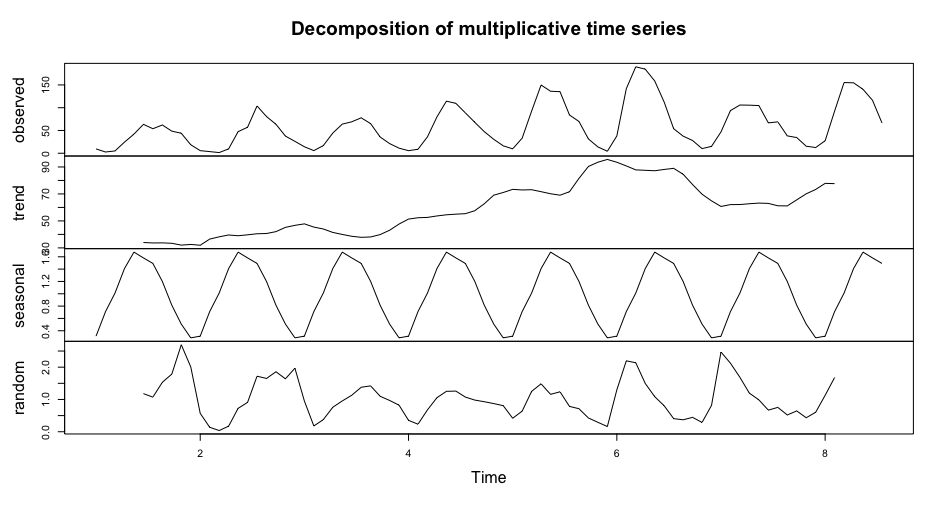 Decomposition of multiplicative time series
observed
0 50 150
trend
30 50 70 90
seasonal
0.4 0.8 1.2 1.6
random
0.0 1.0 2.0
2 4 6 8
Time